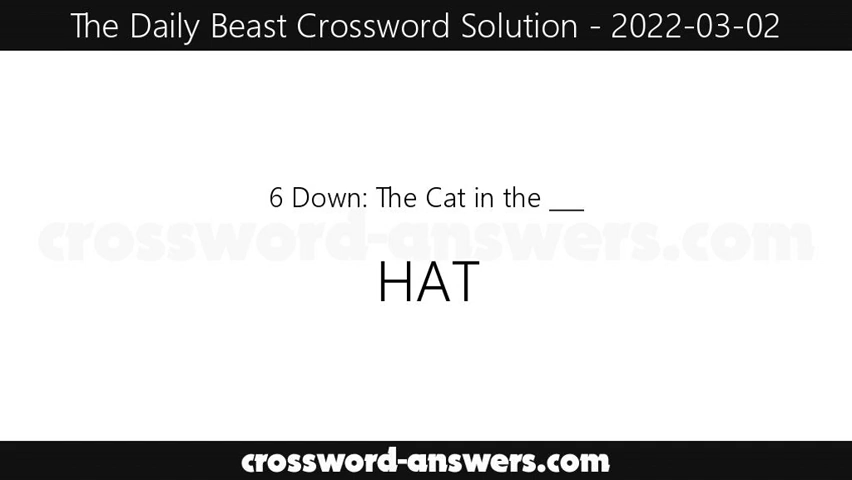 The Daily Beast Crossword Solution - 2022-03-02
6 Down: The Cat in the ___
crossword-answers.com
HAT
crossword-answers.com